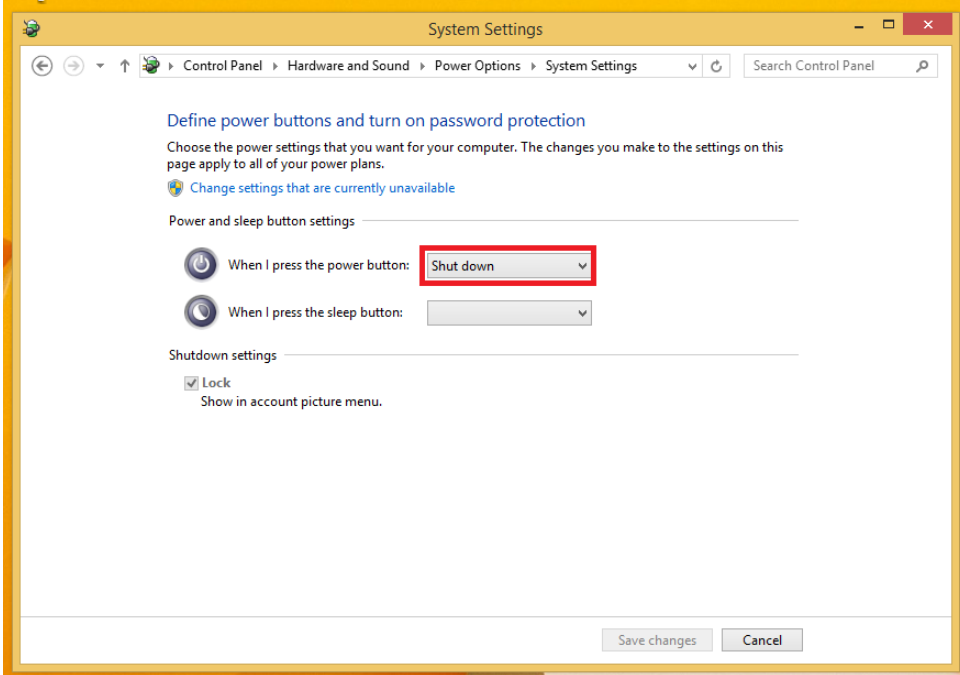 System Settings
Control Panel Hardware and Sound Power Options System Settings Search Control Panel
Define power buttons and turn on password protection
Choose the power settings that you want for your computer. The changes you make to the settings on this
page apply to all of your power plans.
Change settings that are currently unavailable
Power and sleep button settings
When I press the power button: Shut down
When I press the sleep button:
Shutdown settings
Lock
Show in account picture menu.
Save changes Cancel